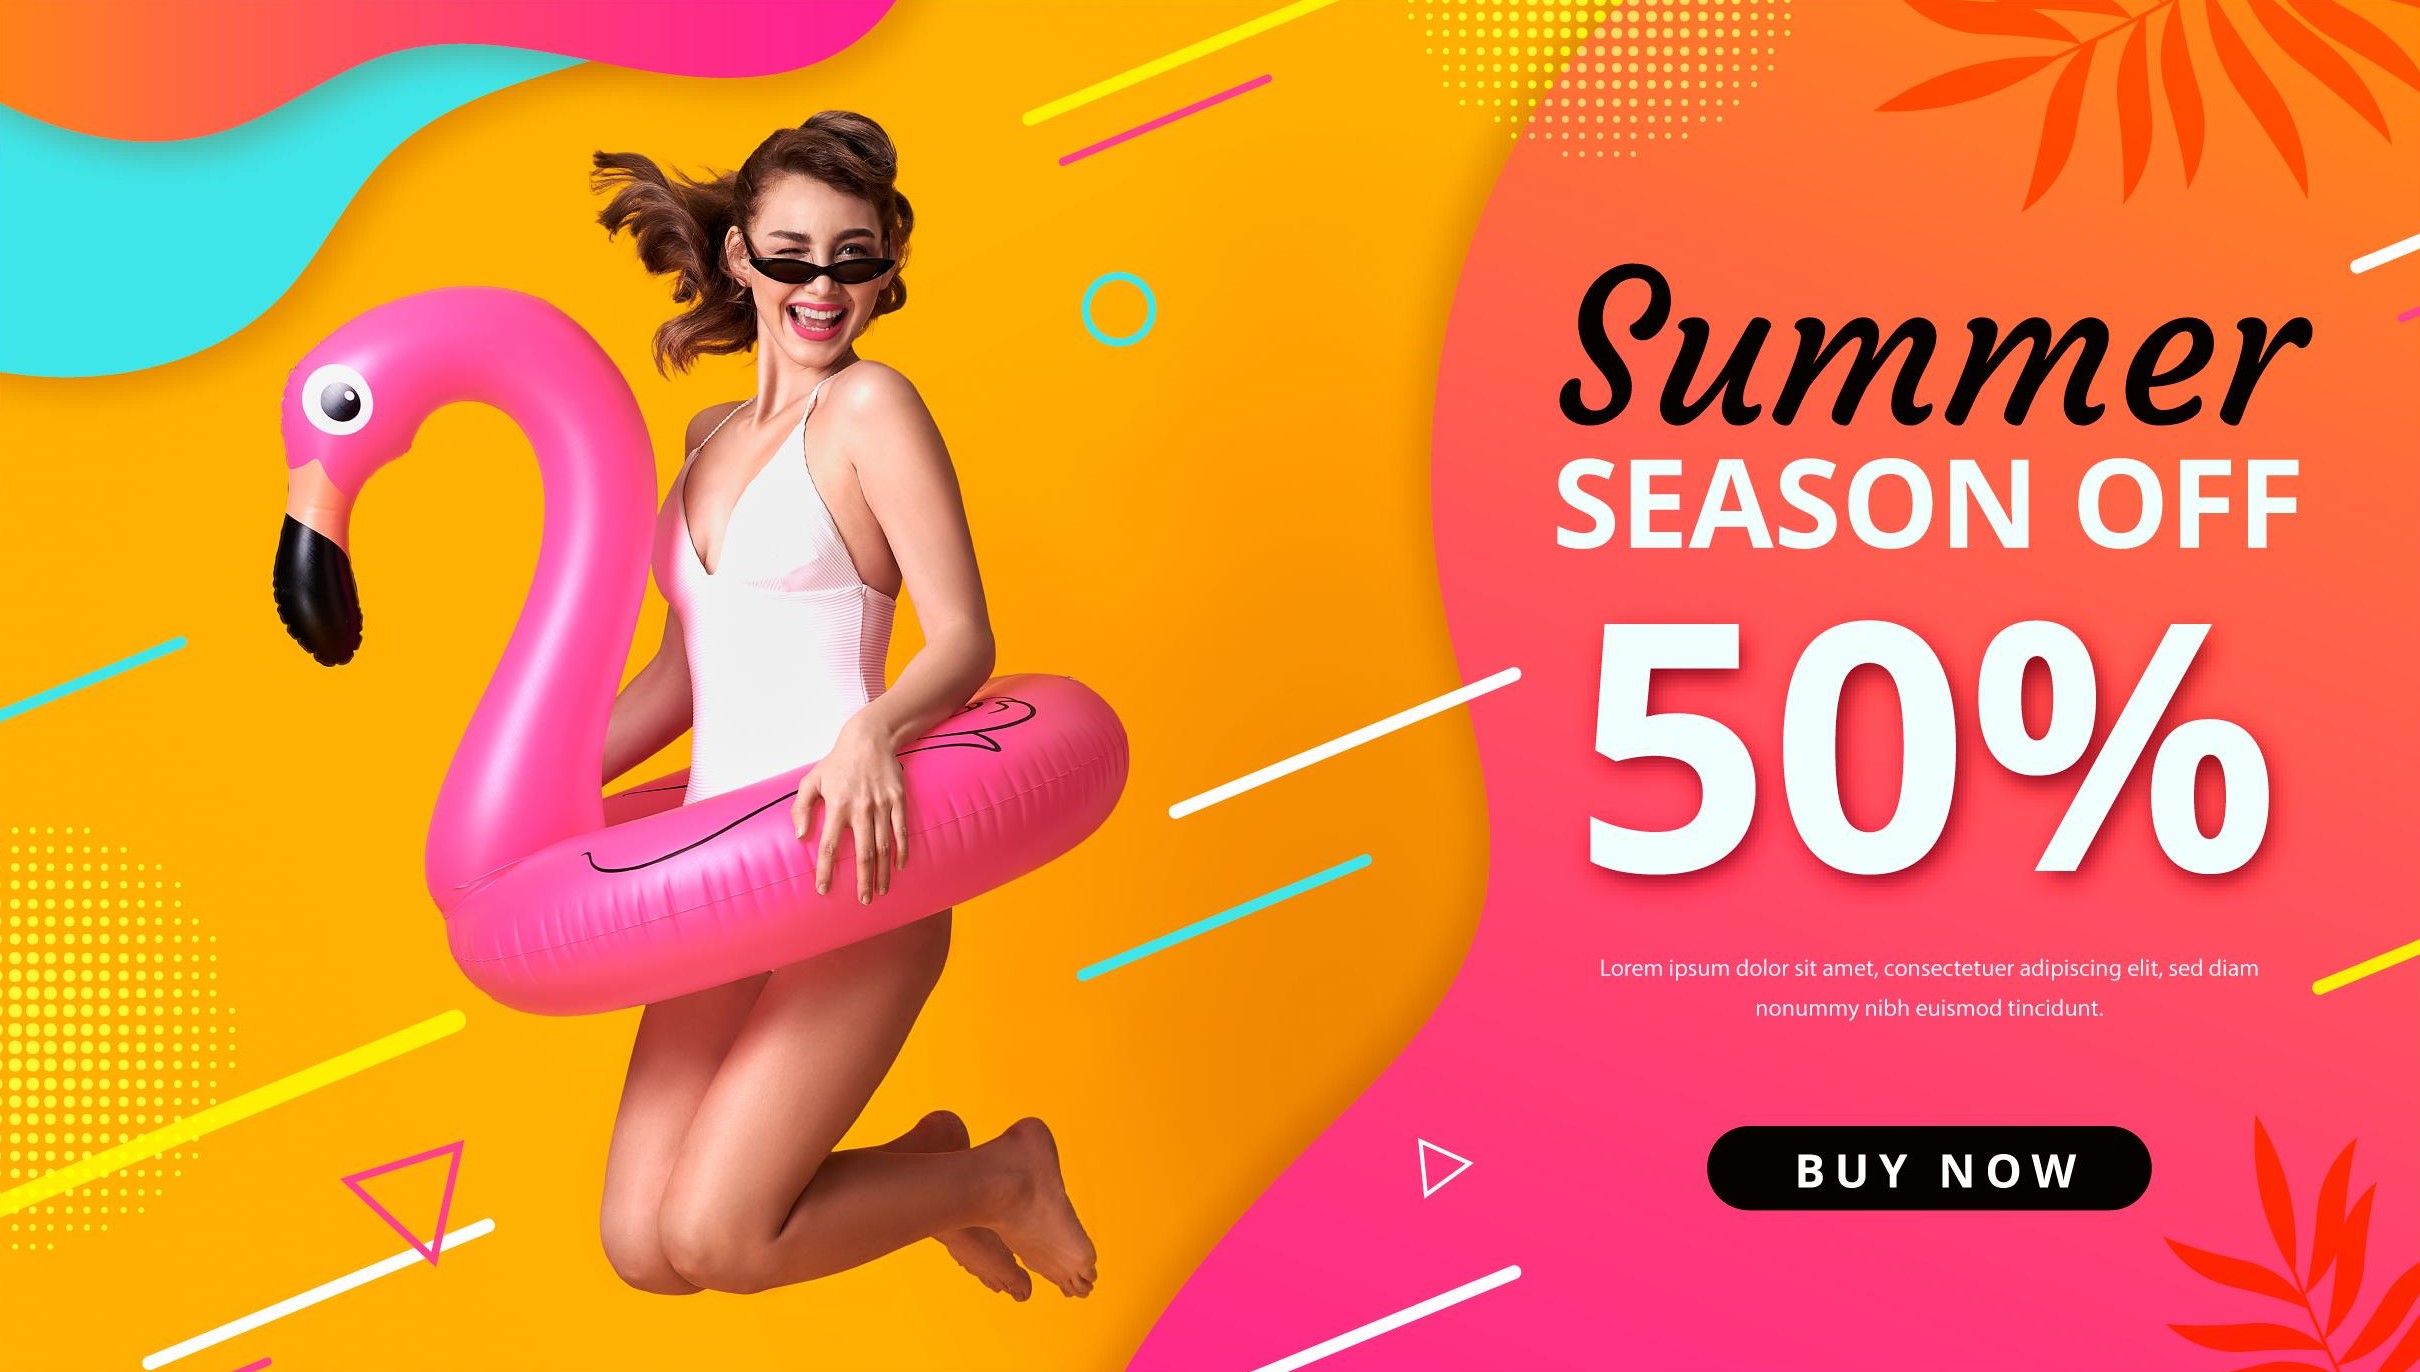 Summer
SEASON OFF
50%
Lorem ipsum dolor sit amet, consectetuer adipiscing elit, sed diam
nonummy nibh euismod tincidunt.
BUY NOW